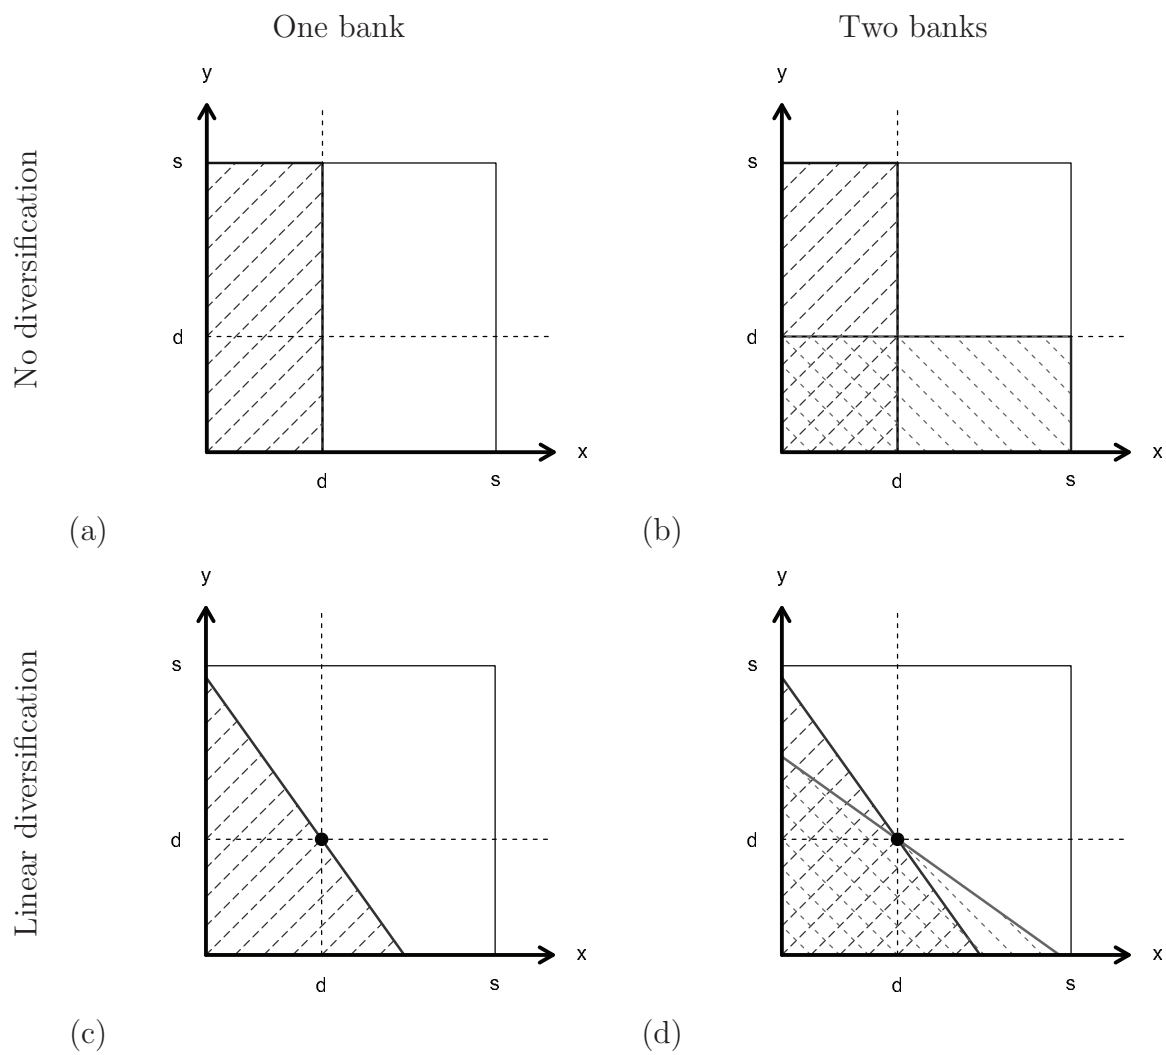 One bank
Two banks
No diversification
y
s
d
x
d
s
(a)
y
s
d
x
d
s
(b)
Linear diversification
y
s
d
x
d
s
(c)
y
s
d
x
d
s
(d)